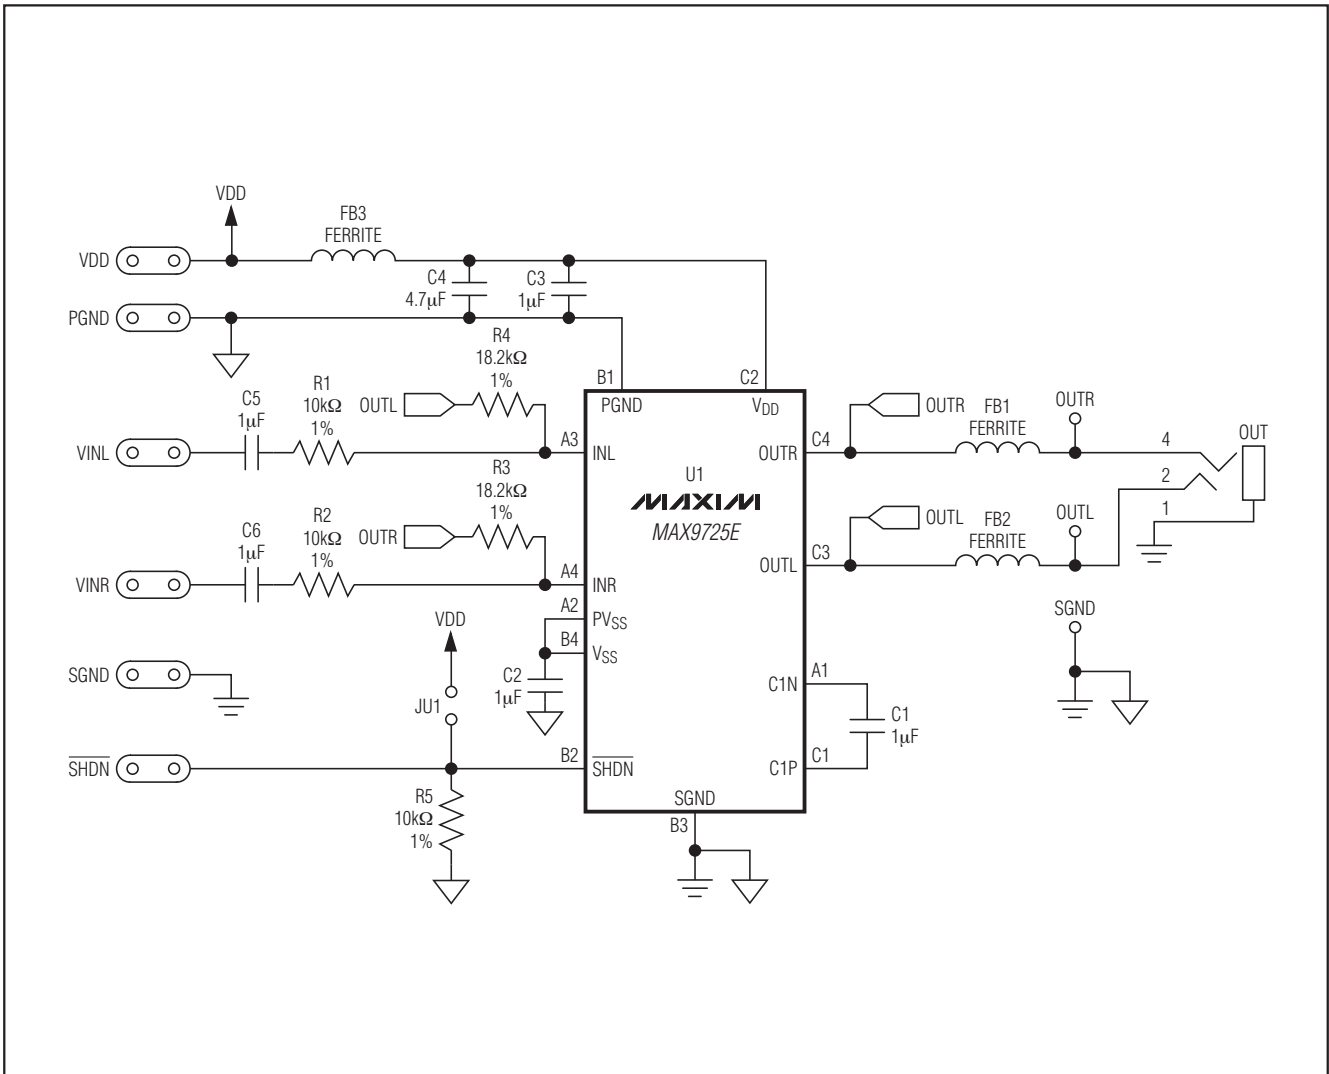 VDD
FB3
FERRITE
VDD
C4
4.7μF
C3
1μF
PGND
R4
18.2kΩ
1%
B1
C2
PGND
VDD
C5
1μF
R1
10kΩ
1%
OUTL
VINL
A3
INL
OUTR
C4
OUTR
FB1
FERRITE
OUTR
4
OUT
2
1
U1
MAXIM
MAX9725E
R3
18.2kΩ
1%
C6
1μF
R2
10kΩ
1%
OUTR
VINR
A4
INR
OUTL
C3
OUTL
FB2
FERRITE
OUTL
A2
PVSS
B4
VSS
C2
1μF
VDD
JU1
SGND
SGND
C1N
A1
C1
1μF
C1P
C1
SHDN
B2
SHDN
R5
10kΩ
1%
SGND
B3